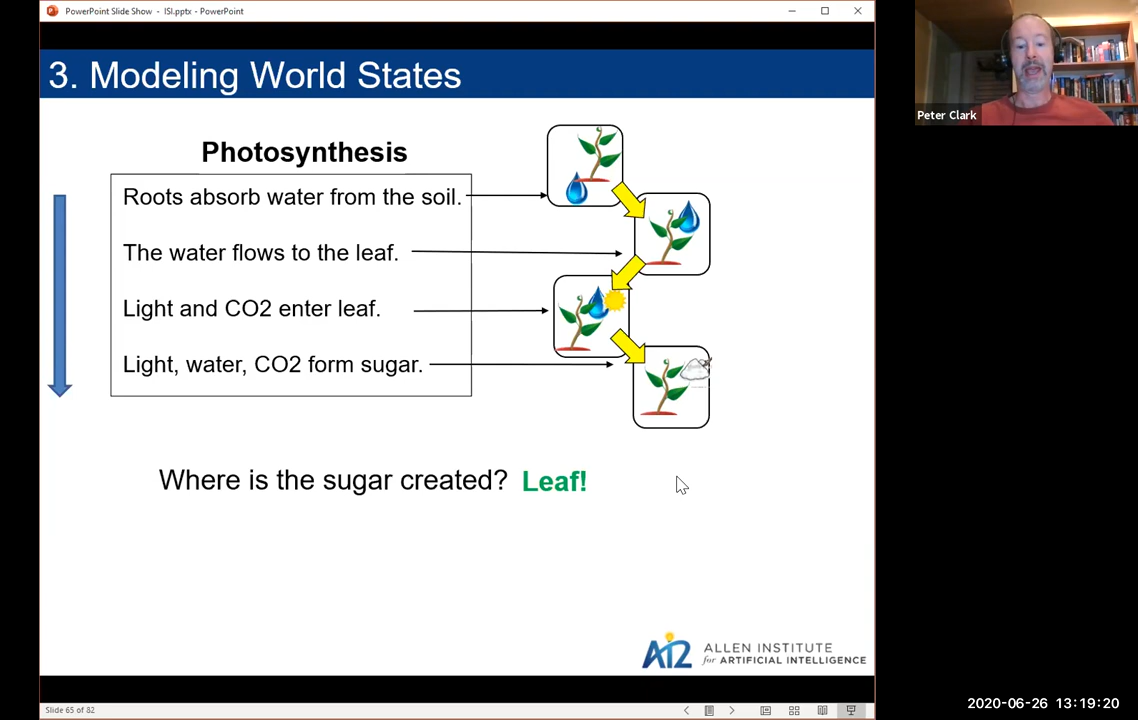 PowerPoint Slide Show - ISI.pptx - PowerPoint
3. Modeling World States
Photosynthesis
Roots absorb water from the soil.
The water flows to the leaf.
Light and CO2 enter leaf.
Light, water, CO2 form sugar.
Where is the sugar created? Leaf!
AI2 ALLEN INSTITUTE
for ARTIFICIAL INTELLIGENCE
Slide 65 of 82
Peter Clark
2020-06-26 13:19:20